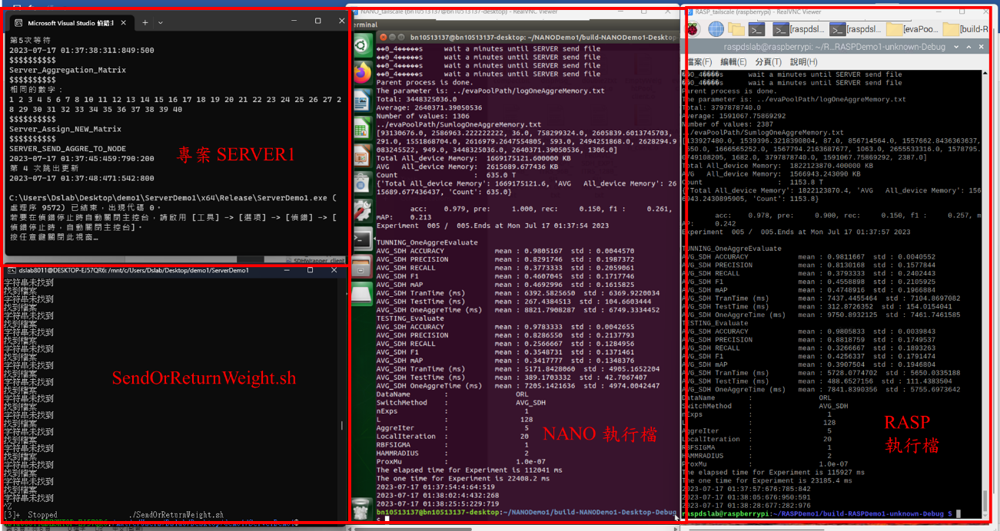 Microsoft Visual Studio 偵錯主
第5次等待
2023-07-17 01:37:38:311:849:500
$$$$$$$$$$
Server_Aggregation_Matrix
$$$$$$$$$$
相同的數字：
1 2 3 4 5 6 7 8 10 11 12 13 14 15 16 17 18 19 20 21 22 23 24 25 26 27 2
8 29 30 31 32 33 34 35 36 37 38 39 40
$$$$$$$$$$
Server_Assign_NEW_Matrix
$$$$$$$$$$
SERVER_SEND_AGGRE_TO_NODE
2023-07-17 01:37:45:459:790:200
第 4 次跳出更新
2023-07-17 01:37:48:471:542:800
C:\Users\Dslab\Desktop\demo1\ServerDemo1\x64\Release\ServerDemo1.exe (
處理序 9572) 已結束，出現代碼 0。
若要在偵錯停止時自動關閉主控台，請啟用 [工具] -> [選項] -> [偵錯] -> [
偵錯停止時，自動關閉主控台]。
按任意鍵關閉此視窗…
專案 SERVER1
SDHWrapper_client
dslab8011@DESKTOP-EJ57QR6: /mnt/c/Users/Dslab/Desktop/demo1/ServerDemo1
字符串未找到
找到檔案
字符串未找到
找到檔案
字符串未找到
找到檔案
字符串未找到
找到檔案
字符串未找到
找到檔案
字符串未找到
找到檔案
字符串未找到
找到檔案
字符串未找到
找到檔案
字符串未找到
找到檔案
字符串未找到
找到檔案
字符串未找到
找到檔案
字符串未找到
找到檔案
字符串未找到
找到檔案
字符串未找到
^Z
[3]+ Stopped ./SendOrReturnWeight.sh
SendOrReturnWeight.sh
NANO_tailscale (bn10513137@bn10513137-desktop) - RealVNC Viewer
erminal
bn10513137@bn10513137-desktop: ~/NANODemo1/build-NANODemo1-Desktop
0_4 s wait a minutes until SERVER send file
0_4 s wait a minutes until SERVER send file
0_4 s wait a minutes until SERVER send file
0_4 s wait a minutes until SERVER send file
Parent process is done.
The parameter is: ../evaPoolPath/logOneAggreMemory.txt
Total: 3448325036.0
Average: 2640371.39050536
Number of values: 1306
../evaPoolPath/SumlogOneAggreMemory.txt
[93130676.0, 2586963.222222222, 36.0, 758299324.0, 2605839.6013745703,
291.0, 1551868704.0, 2616979.2647554805, 593.0, 2494251868.0, 2628294.9
083245522, 949.0, 3448325036.0, 2640371.39050536, 1306.0]
Total All_device Memory: 1669175121.600000 KB
AVG All_device Memory: 2615689.677436 KB
Count : 635.0 T
{'Total All_device Memory': 1669175121.6, 'AVG All_device Memory': 26
15689.677436437, 'Count': 635.0}
acc: 0.979, pre: 1.000, rec: 0.150, f1 : 0.261,
mAP: 0.213
Experiment 005 / 005.Ends at Mon Jul 17 01:37:54 2023
TUNNING_OneAggreEvaluate
AVG_SDH ACCURACY mean : 0.9805167 std : 0.0044570
AVG_SDH PRECISION mean : 0.8291746 std : 0.1987372
AVG_SDH RECALL mean : 0.3773333 std : 0.2059061
AVG_SDH F1 mean : 0.4607045 std : 0.1717746
AVG_SDH mAP mean : 0.4692996 std : 0.1615825
AVG_SDH TranTime (ms) mean : 6392.5825650 std : 6369.9220034
AVG_SDH TestTime (ms) mean : 267.4384513 std : 104.6603444
AVG_SDH OneAggreTime (ms) mean : 8821.7908287 std : 6749.3334452
TESTING_Evaluate
AVG_SDH ACCURACY mean : 0.9783333 std : 0.0042655
AVG_SDH PRECISION mean : 0.8286550 std : 0.2137793
AVG_SDH RECALL mean : 0.2566667 std : 0.1284956
AVG_SDH F1 mean : 0.3548731 std : 0.1371461
AVG_SDH mAP mean : 0.3417777 std : 0.1348376
AVG_SDH TranTime (ms) mean : 5171.8428060 std : 4905.1652204
AVG_SDH TestTime (ms) mean : 389.1703332 std : 42.7067407
AVG_SDH OneAggreTime (ms) mean : 7205.1421636 std : 4974.0042447
DataName : ORL
SwitchMethod : AVG_SDH
nExps : 1
L : 128
AggreIter : 5
LocalIteration : 20
RBFSIGMA : 1
HAMMRADIUS : 2
ProxMu : 1.0e-07
The elapsed time for Experiment is 112041 ms
The one time for Experiment is 22408.2 ms
2023-07-17 01:37:54:4:64:519
2023-07-17 01:38:02:14:432:268
2023-07-17 01:38:25:5:229:719
bn10513137@bn10513137-desktop:~/NANODemo1/build-NANODemo1-Desktop-Debug
$
NANO 執行檔
RASP_tailscale (raspberrypi) - RealVNC Viewer
[raspdsl...
[raspdsl...
[evaPoo...
[build-R
raspdslab@raspberrypi: ~/R...RASPDemo1-unknown-Debug
檔案(F) 編輯(E) 分頁(T) 說明(H)
0_4 s wait a minutes until SERVER send file
0_4 s wait a minutes until SERVER send file
Parent process is done.
The parameter is: ../evaPoolPath/logOneAggreMemory.txt
Total: 3797878740.0
Average: 1591067.75869292
Number of values: 2387
../evaPoolPath/SumlogOneAggreMemory.txt
[133927480.0, 1539396.3218390804, 87.0, 856714564.0, 1557662.8436363637,
550.0, 1666565252.0, 1567794.2163687677, 1063.0, 2655533316.0, 1578795.
0749108205, 1682.0, 3797878740.0, 1591067.75869292, 2387.0]
Total All_device Memory: 1822123870.400000 KB
AVG All_device Memory: 1566943.243090 KB
Count : 1153.8 T
{'Total All_device Memory': 1822123870.4, 'AVG All_device Memory': 156
6943.2430890905, 'Count': 1153.8}
acc: 0.978, pre: 0.900, rec: 0.150, f1 : 0.257, m
AP: 0.242
Experiment 005 / 005.Ends at Mon Jul 17 01:37:57 2023
TUNNING_OneAggreEvaluate
AVG_SDH ACCURACY mean : 0.9811667 std : 0.0040552
AVG_SDH PRECISION mean : 0.8130168 std : 0.1577844
AVG_SDH RECALL mean : 0.3793333 std : 0.2402443
AVG_SDH F1 mean : 0.4558898 std : 0.2105925
AVG_SDH mAP mean : 0.4748916 std : 0.1966884
AVG_SDH TranTime (ms) mean : 7437.4455464 std : 7104.8697082
AVG_SDH TestTime (ms) mean : 312.8726352 std : 154.0154041
AVG_SDH OneAggreTime (ms) mean : 9750.8932125 std : 7461.7461585
TESTING_Evaluate
AVG_SDH ACCURACY mean : 0.9805833 std : 0.0039843
AVG_SDH PRECISION mean : 0.8818759 std : 0.1749537
AVG_SDH RECALL mean : 0.3266667 std : 0.1893263
AVG_SDH F1 mean : 0.4256337 std : 0.1791474
AVG_SDH mAP mean : 0.3907504 std : 0.1946804
AVG_SDH TranTime (ms) mean : 5728.0774702 std : 5650.0335188
AVG_SDH TestTime (ms) mean : 488.6527156 std : 111.4383504
AVG_SDH OneAggreTime (ms) mean : 7841.8390356 std : 5755.6973642
DataName : ORL
SwitchMethod : AVG_SDH
nExps : 1
L : 128
AggreIter : 5
LocalIteration : 20
RBFSIGMA : 1
HAMMRADIUS : 2
ProxMu : 1.0e-07
The elapsed time for Experiment is 115927 ms
The one time for Experiment is 23185.4 ms
2023-07-17 01:37:57:676:785:842
2023-07-17 01:38:05:676:950:591
2023-07-17 01:38:28:677:282:976
raspdslab@raspberrypi:~/RASPDemo1/build-RASPDemo1-unknown-Debug $
RASP
執行檔